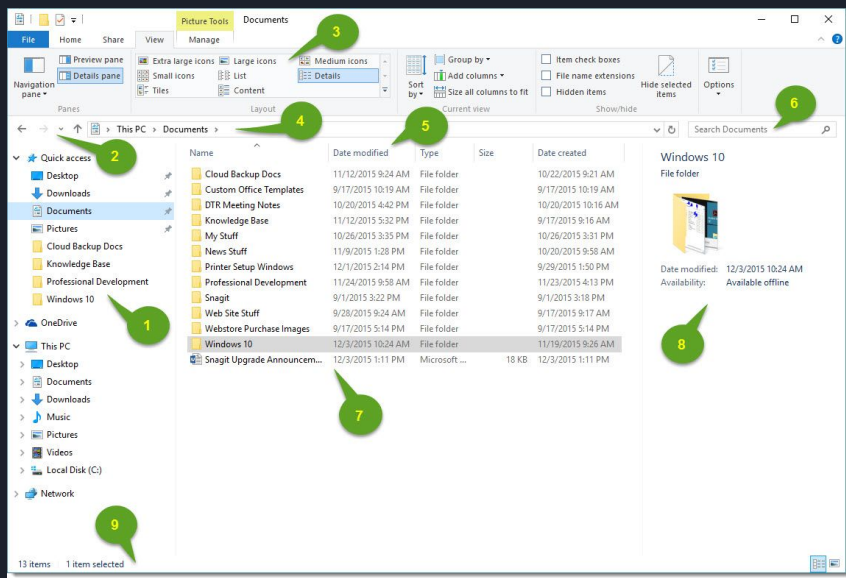 Picture Tools Documents
File Home Share View Manage
Preview pane
Details pane
Navigation pane
Extra large icons Large icons Medium icons
Small icons List Details
Tiles Content
Sort by
Group by
Add columns
Size all columns to fit
Item check boxes
File name extensions
Hidden items
Hide selected items
Options
Panes Layout Current view Show/hide
3
4
5
6
This PC > Documents >
Search Documents
2
Quick access
Desktop
Downloads
Documents
Pictures
Cloud Backup Docs
Knowledge Base
Professional Development
Windows 10
1
OneDrive
This PC
Desktop
Documents
Downloads
Music
Pictures
Videos
Local Disk (C:)
Network
Name Date modified Type Size Date created
Cloud Backup Docs 11/12/2015 9:24 AM File folder 10/22/2015 9:21 AM
Custom Office Templates 9/17/2015 10:19 AM File folder 9/17/2015 10:19 AM
DTR Meeting Notes 10/20/2015 4:42 PM File folder 10/20/2015 10:16 AM
Knowledge Base 11/12/2015 5:32 PM File folder 9/17/2015 9:16 AM
My Stuff 10/26/2015 3:35 PM File folder 10/26/2015 3:31 PM
News Stuff 11/9/2015 1:28 PM File folder 10/20/2015 9:58 AM
Printer Setup Windows 12/1/2015 2:14 PM File folder 9/29/2015 1:50 PM
Professional Development 11/24/2015 9:58 AM File folder 11/23/2015 4:13 PM
Snagit 9/1/2015 3:22 PM File folder 9/1/2015 3:18 PM
Web Site Stuff 9/28/2015 9:24 AM File folder 9/17/2015 9:17 AM
Webstore Purchase Images 9/17/2015 5:14 PM File folder 9/17/2015 5:14 PM
Windows 10 12/3/2015 10:24 AM File folder 11/19/2015 9:26 AM
Snagit Upgrade Announcem... 12/3/2015 1:11 PM Microsoft ... 18 KB 12/3/2015 1:11 PM
7
Windows 10
File folder
Date modified: 12/3/2015 10:24 AM
Availability: Available offline
8
9
13 items 1 item selected